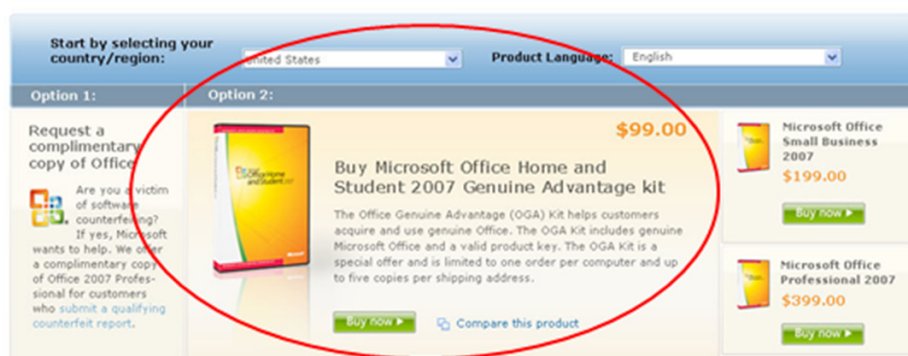 Start by selecting your
country/region:
United States
Product Language:
English
Option 1:
Option 2:
Request a
complimentary
copy of Office
Are you a victim
of software
counterfeiting?
If yes, Microsoft
wants to help. We offer
a complimentary copy
of Office 2007 Profes-
sional for customers
who submit a qualifying
counterfeit report.
$99.00
Buy Microsoft Office Home and
Student 2007 Genuine Advantage kit
The Office Genuine Advantage (OGA) Kit helps customers
acquire and use genuine Office. The OGA Kit includes genuine
Microsoft Office and a valid product key. The OGA Kit is a
special offer and is limited to one order per computer and up
to five copies per shipping address.
Buy now
Compare this product
Office Home
and Student 2007
Microsoft Office
Small Business
2007
$199.00
Buy now
Microsoft Office
Professional 2007
$399.00
Buy now